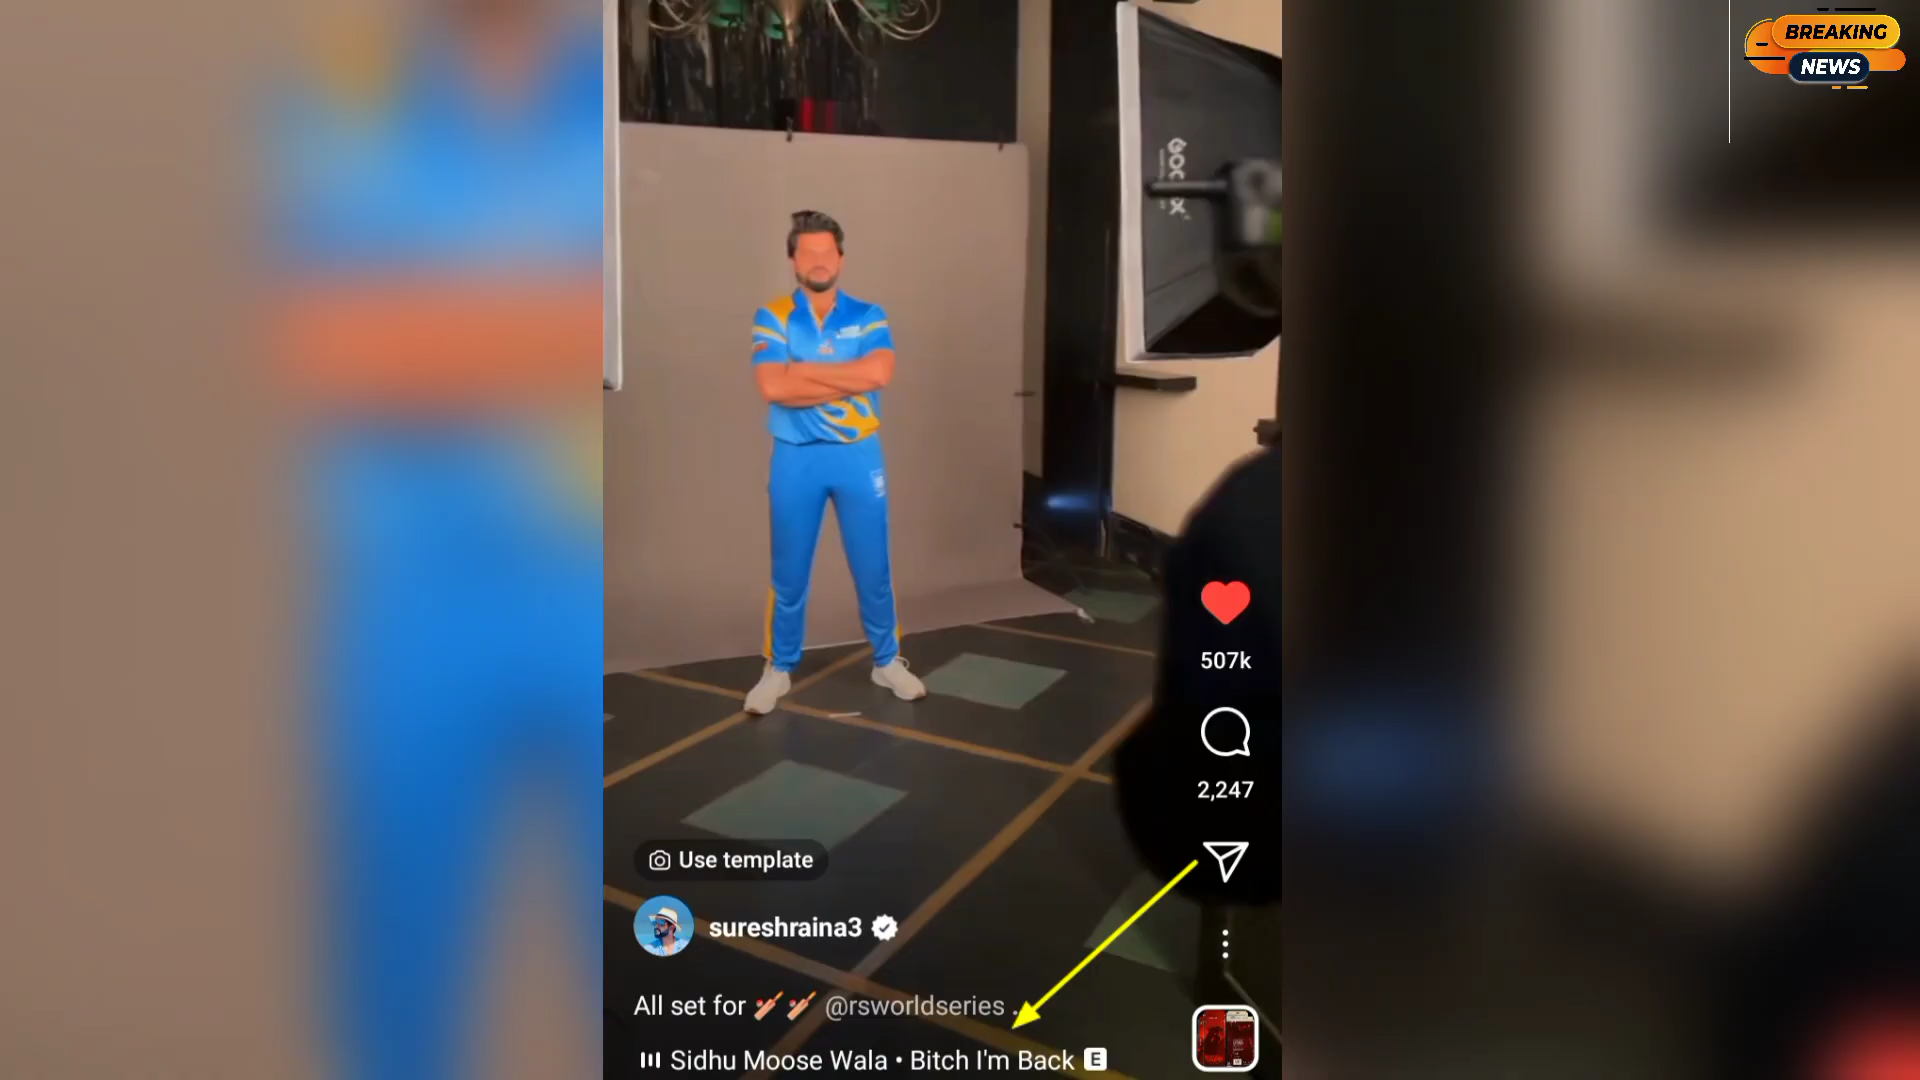 BREAKING
NEWS
507k
2,247
Use template
sureshraina3
All set for 🏏 🏏 @rsworldseries .
Sidhu Moose Wala • Bitch I'm Back E